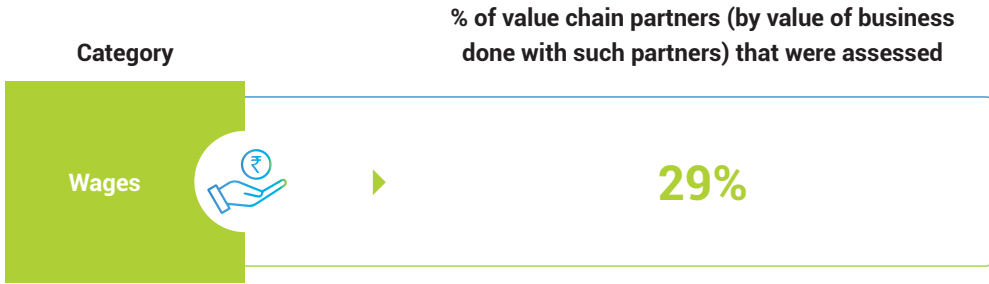 Category
% of value chain partners (by value of business
done with such partners) that were assessed
Wages
₹
29%